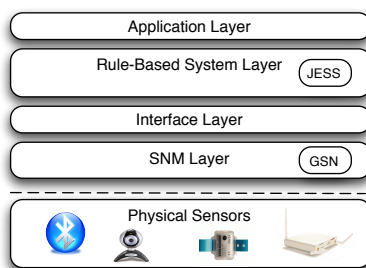 Application Layer
Rule-Based System Layer
JESS
Interface Layer
SNM Layer
GSN
Physical Sensors